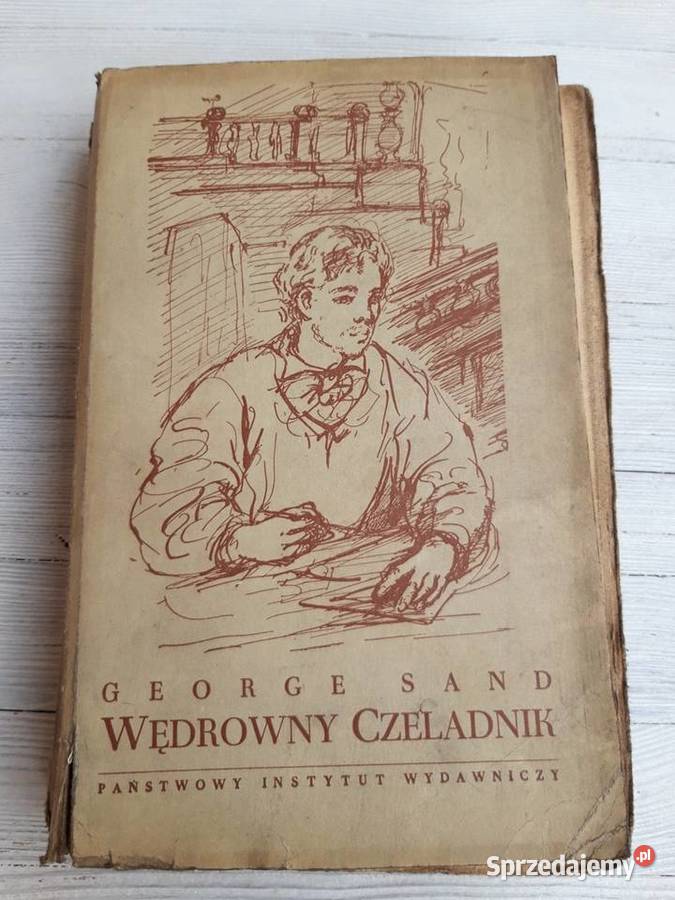 GEORGE SAND
WĘDROWNY CZELADNIK
PAŃSTWOWY INSTYTUT WYDAWNICZY
Sprzedajemy.pl